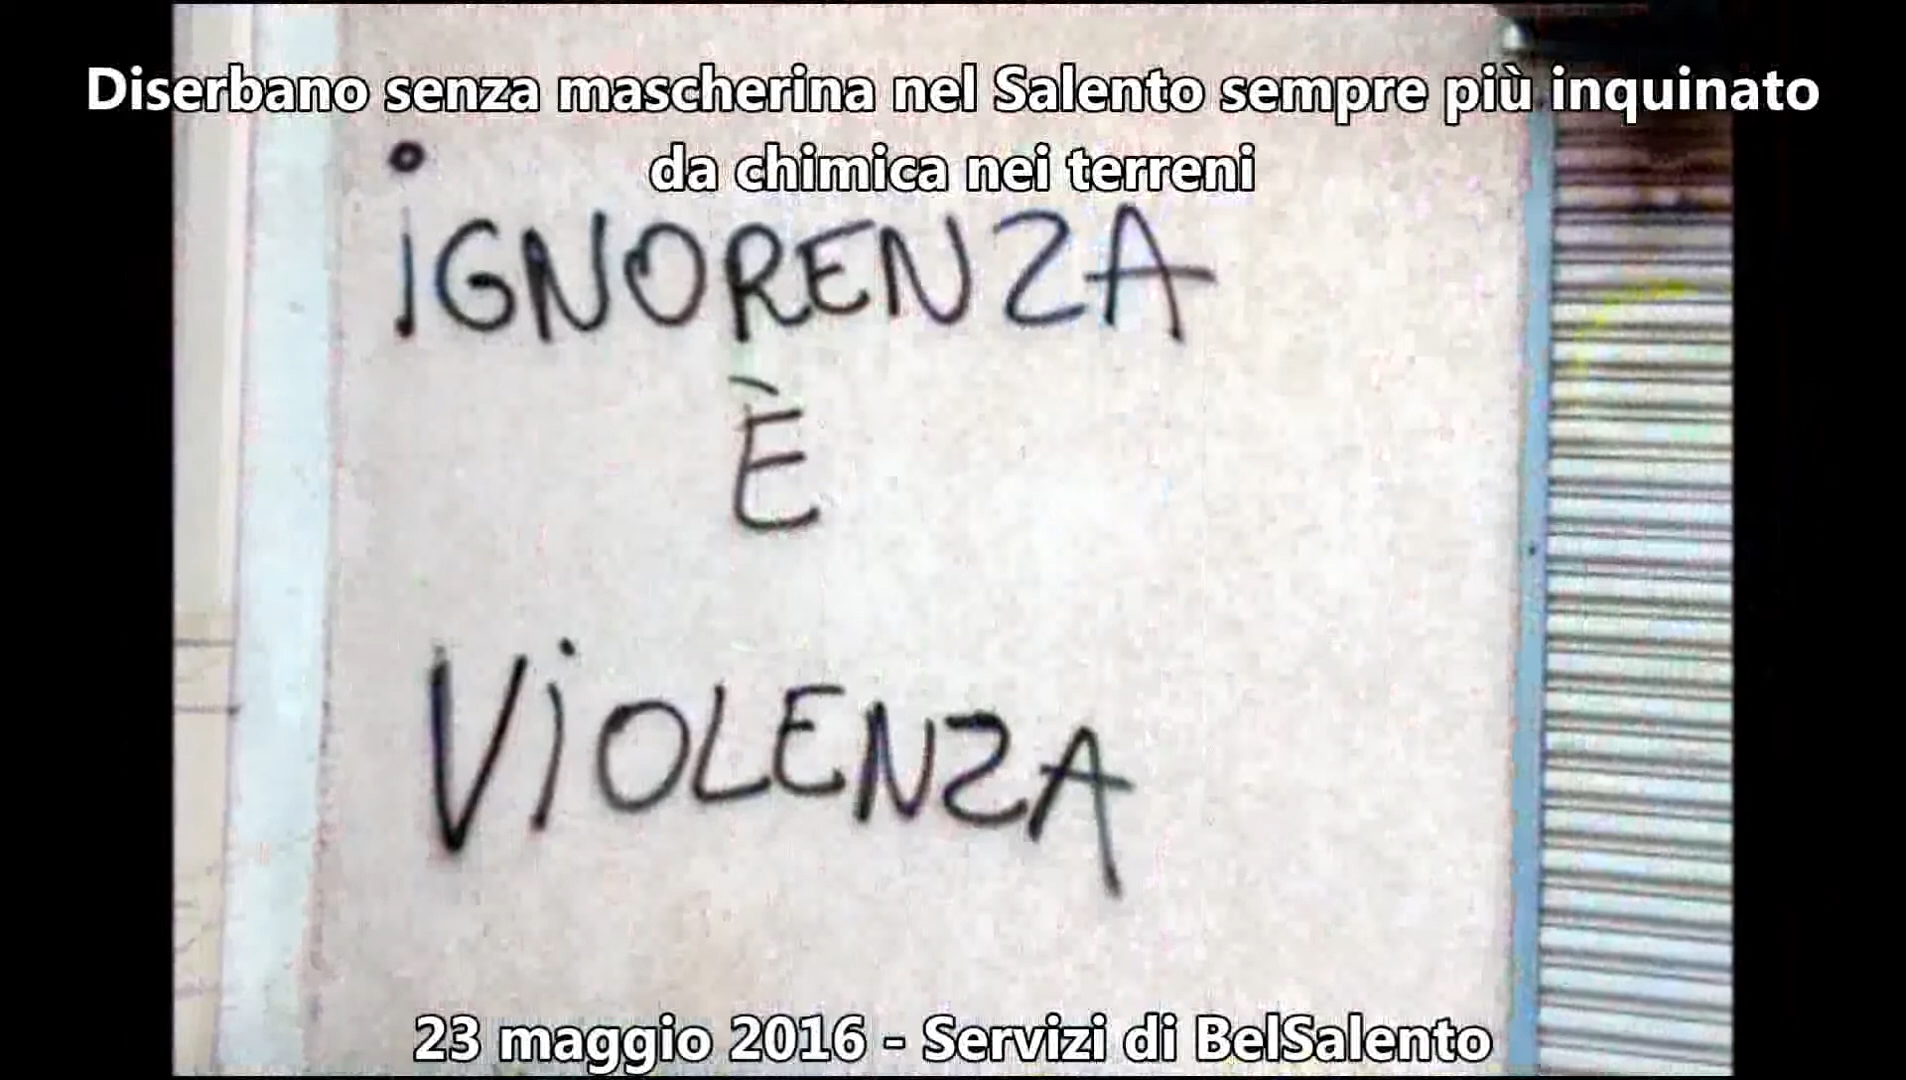 Diserbano senza mascherina nel Salento sempre più inquinato
da chimica nei terreni
iGNORENZA
È
ViOLENZA
23 maggio 2016 - Servizi di BelSalento